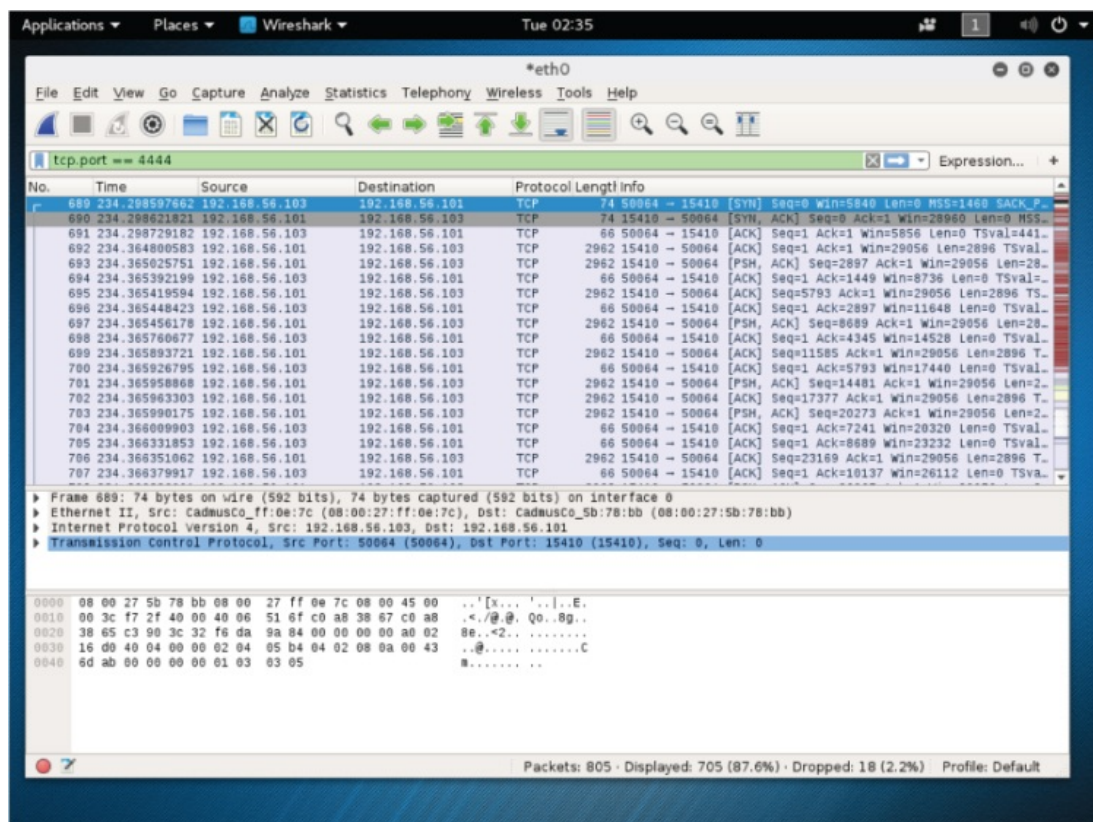 Applications Places Wireshark Tue 02:35 1
*eth0
File Edit View Go Capture Analyze Statistics Telephony Wireless Tools Help
tcp.port == 4444 Expression... +
No. Time Source Destination Protocol Lengtl Info
689 234.298597662 192.168.56.103 192.168.56.101 TCP 74 50064 → 15410 [SYN] Seq=0 Win=5840 Len=0 MSS=1460 SACK_P…
690 234.298621821 192.168.56.101 192.168.56.103 TCP 74 15410 → 50064 [SYN, ACK] Seq=0 Ack=1 Win=28960 Len=0 MSS…
691 234.298729182 192.168.56.103 192.168.56.101 TCP 66 50064 → 15410 [ACK] Seq=1 Ack=1 Win=5856 Len=0 TSval=441…
692 234.364800583 192.168.56.101 192.168.56.103 TCP 2962 15410 → 50064 [ACK] Seq=1 Ack=1 Win=29056 Len=2896 TSval…
693 234.365025751 192.168.56.101 192.168.56.103 TCP 2962 15410 → 50064 [PSH, ACK] Seq=2897 Ack=1 Win=29056 Len=28…
694 234.365392199 192.168.56.103 192.168.56.101 TCP 66 50064 → 15410 [ACK] Seq=1 Ack=1449 Win=8736 Len=0 TSval=…
695 234.365419594 192.168.56.101 192.168.56.103 TCP 2962 15410 → 50064 [ACK] Seq=5793 Ack=1 Win=29056 Len=2896 TS…
696 234.365448423 192.168.56.103 192.168.56.101 TCP 66 50064 → 15410 [ACK] Seq=1 Ack=2897 Win=11648 Len=0 TSval…
697 234.365456178 192.168.56.101 192.168.56.103 TCP 2962 15410 → 50064 [PSH, ACK] Seq=8689 Ack=1 Win=29056 Len=28…
698 234.365760677 192.168.56.103 192.168.56.101 TCP 66 50064 → 15410 [ACK] Seq=1 Ack=4345 Win=14528 Len=0 TSval…
699 234.365893721 192.168.56.101 192.168.56.103 TCP 2962 15410 → 50064 [ACK] Seq=11585 Ack=1 Win=29056 Len=2896 T…
700 234.365926795 192.168.56.103 192.168.56.101 TCP 66 50064 → 15410 [ACK] Seq=1 Ack=5793 Win=17440 Len=0 TSval…
701 234.365958868 192.168.56.101 192.168.56.103 TCP 2962 15410 → 50064 [PSH, ACK] Seq=14481 Ack=1 Win=29056 Len=2…
702 234.365963303 192.168.56.101 192.168.56.103 TCP 2962 15410 → 50064 [ACK] Seq=17377 Ack=1 Win=29056 Len=2896 T…
703 234.365990175 192.168.56.101 192.168.56.103 TCP 2962 15410 → 50064 [PSH, ACK] Seq=20273 Ack=1 Win=29056 Len=2…
704 234.366009903 192.168.56.103 192.168.56.101 TCP 66 50064 → 15410 [ACK] Seq=1 Ack=7241 Win=20320 Len=0 TSval…
705 234.366331853 192.168.56.103 192.168.56.101 TCP 66 50064 → 15410 [ACK] Seq=1 Ack=8689 Win=23232 Len=0 TSval…
706 234.366351062 192.168.56.101 192.168.56.103 TCP 2962 15410 → 50064 [ACK] Seq=23169 Ack=1 Win=29056 Len=2896 T…
707 234.366379917 192.168.56.103 192.168.56.101 TCP 66 50064 → 15410 [ACK] Seq=1 Ack=10137 Win=26112 Len=0 TSva…
Frame 689: 74 bytes on wire (592 bits), 74 bytes captured (592 bits) on interface 0
Ethernet II, Src: CadmusCo_ff:0e:7c (08:00:27:ff:0e:7c), Dst: CadmusCo_5b:78:bb (08:00:27:5b:78:bb)
Internet Protocol Version 4, Src: 192.168.56.103, Dst: 192.168.56.101
Transmission Control Protocol, Src Port: 50064 (50064), Dst Port: 15410 (15410), Seq: 0, Len: 0
0000 08 00 27 5b 78 bb 08 00 27 ff 0e 7c 08 00 45 00 ..'[x... '..|..E.
0010 00 3c f7 2f 40 00 40 06 51 6f c0 a8 38 67 c0 a8 .<./@.@. Qo..8g..
0020 38 65 c3 90 3c 32 f6 da 9a 84 00 00 00 00 a0 02 8e..<2.. ........
0030 16 d0 40 04 00 00 02 04 05 b4 04 02 08 0a 00 43 ..@..... .......C
0040 6d ab 00 00 00 00 01 03 03 05 m....... ..
Packets: 805 · Displayed: 705 (87.6%) · Dropped: 18 (2.2%) Profile: Default